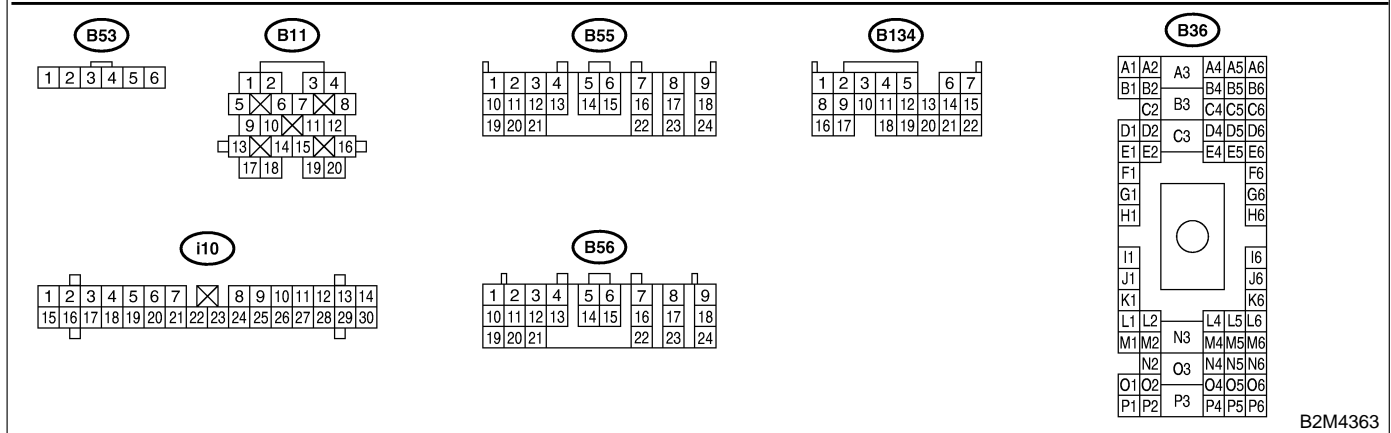 B53
1 2 3 4 5 6
B11
1 2 3 4
5 6 7 8
9 10 11 12
13 14 15 16
17 18 19 20
B55
1 2 3 4 5 6 7 8 9
10 11 12 13 14 15 16 17 18
19 20 21 22 23 24
B134
1 2 3 4 5 6 7
8 9 10 11 12 13 14 15
16 17 18 19 20 21 22
B36
A1 A2 A3 A4 A5 A6
B1 B2 B3 B4 B5 B6
C2 C3 C4 C5 C6
D1 D2 D4 D5 D6
E1 E2 E4 E5 E6
F1 F6
G1 G6
H1 H6
I1 I6
J1 J6
K1 K6
L1 L2 L4 L5 L6
M1 M2 N3 M4 M5 M6
N2 O3 N4 N5 N6
O1 O2 O4 O5 O6
P1 P2 P3 P4 P5 P6
i10
1 2 3 4 5 6 7 8 9 10 11 12 13 14
15 16 17 18 19 20 21 22 23 24 25 26 27 28 29 30
B56
1 2 3 4 5 6 7 8 9
10 11 12 13 14 15 16 17 18
19 20 21 22 23 24
B2M4363